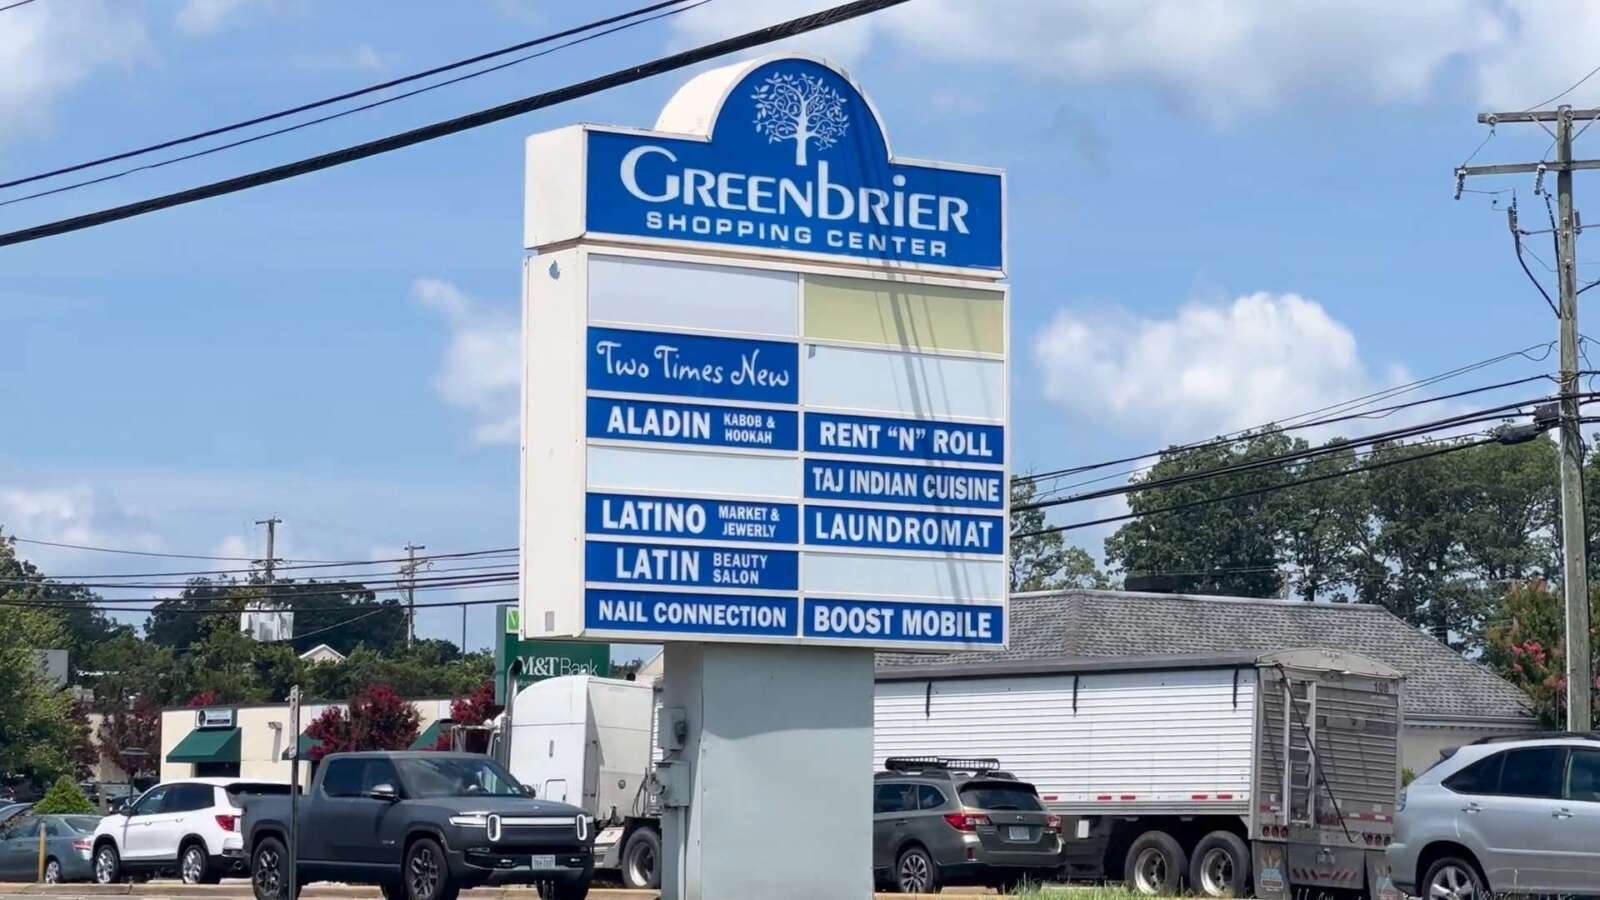 GREENbRIER
SHOPPING CENTER
Two Times New
ALADIN KABOB &
HOOKAH
RENT “N” ROLL
TAJ INDIAN CUISINE
LATINO MARKET &
JEWERLY
LAUNDROMAT
LATIN BEAUTY
SALON
NAIL CONNECTION
BOOST MOBILE
M&T Bank
108